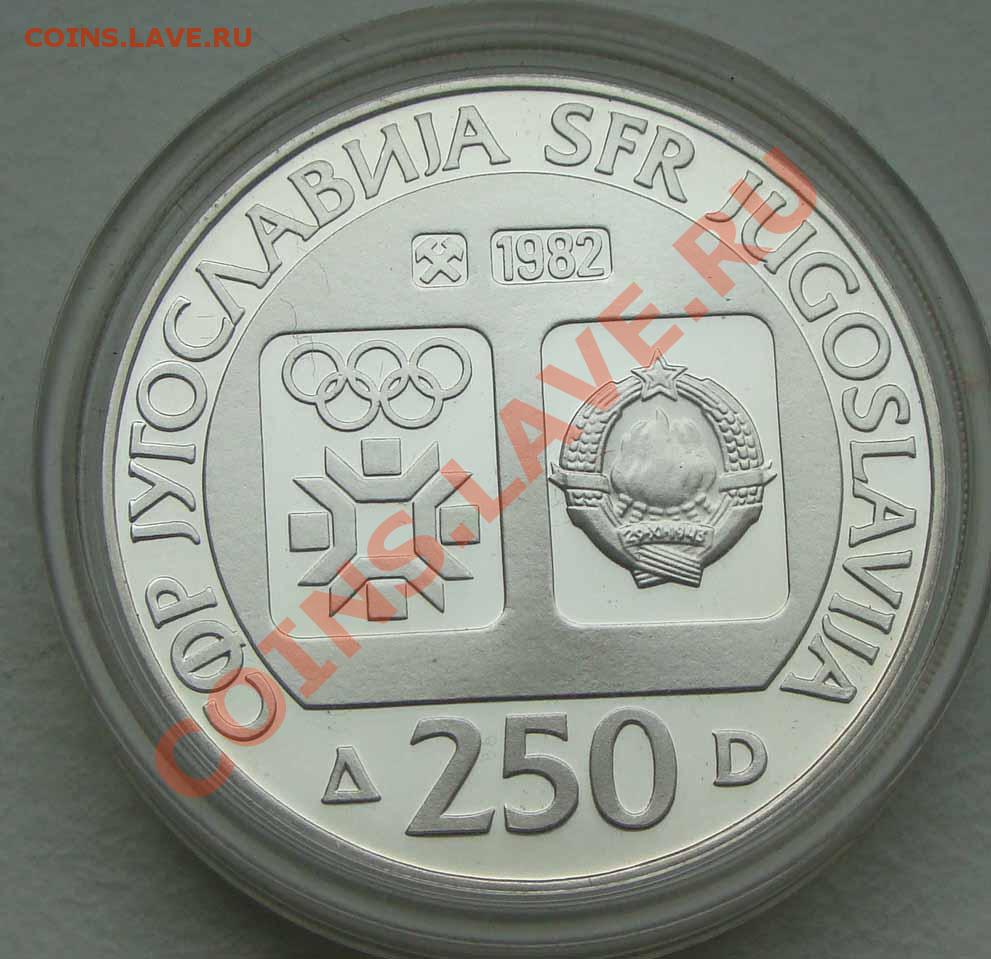 COINS.LAVE.RU
СФР ЈУГОСЛАВИЈА SFR JUGOSLAVIJA
1982
29·XI·1943
Δ 250 D
COINS.LAVE.RU